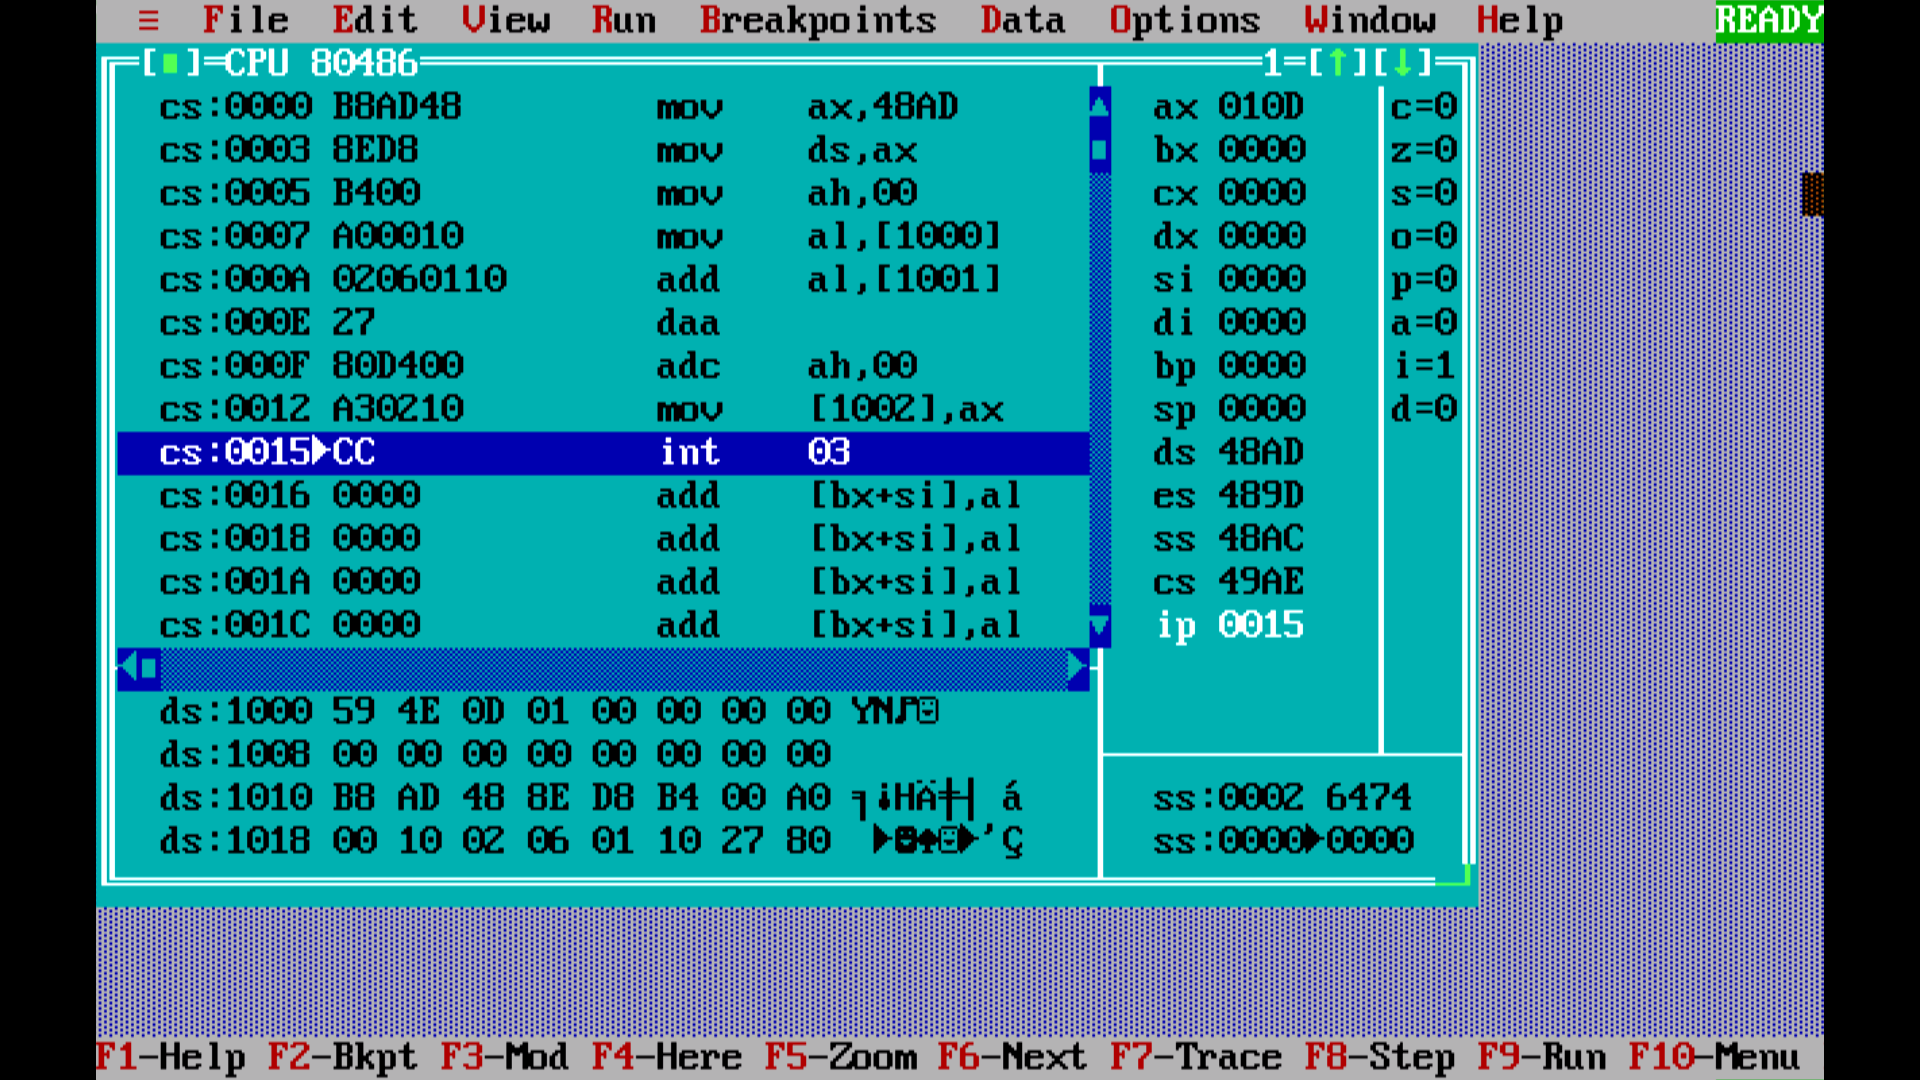 ≡ File Edit View Run Breakpoints Data Options Window Help READY
[■]=CPU 80486 1=[↑][↓]
cs:0000 B8AD48 mov ax,48AD
cs:0003 8ED8 mov ds,ax
cs:0005 B400 mov ah,00
cs:0007 A00010 mov al,[1000]
cs:000A 02060110 add al,[1001]
cs:000E 27 daa
cs:000F 80D400 adc ah,00
cs:0012 A30210 mov [1002],ax
cs:0015►CC int 03
cs:0016 0000 add [bx+si],al
cs:0018 0000 add [bx+si],al
cs:001A 0000 add [bx+si],al
cs:001C 0000 add [bx+si],al
ax 010D c=0
bx 0000 z=0
cx 0000 s=0
dx 0000 o=0
si 0000 p=0
di 0000 a=0
bp 0000 i=1
sp 0000 d=0
ds 48AD
es 489D
ss 48AC
cs 49AE
ip 0015
ds:1000 59 4E 0D 01 00 00 00 00 YN♪☺
ds:1008 00 00 00 00 00 00 00 00
ds:1010 B8 AD 48 8E D8 B4 00 A0 ╕¡HÄ╪┤ á
ds:1018 00 10 02 06 01 10 27 80 ►☻♠☺►'Ç
ss:0002 6474
ss:0000►0000
F1-Help F2-Bkpt F3-Mod F4-Here F5-Zoom F6-Next F7-Trace F8-Step F9-Run F10-Menu